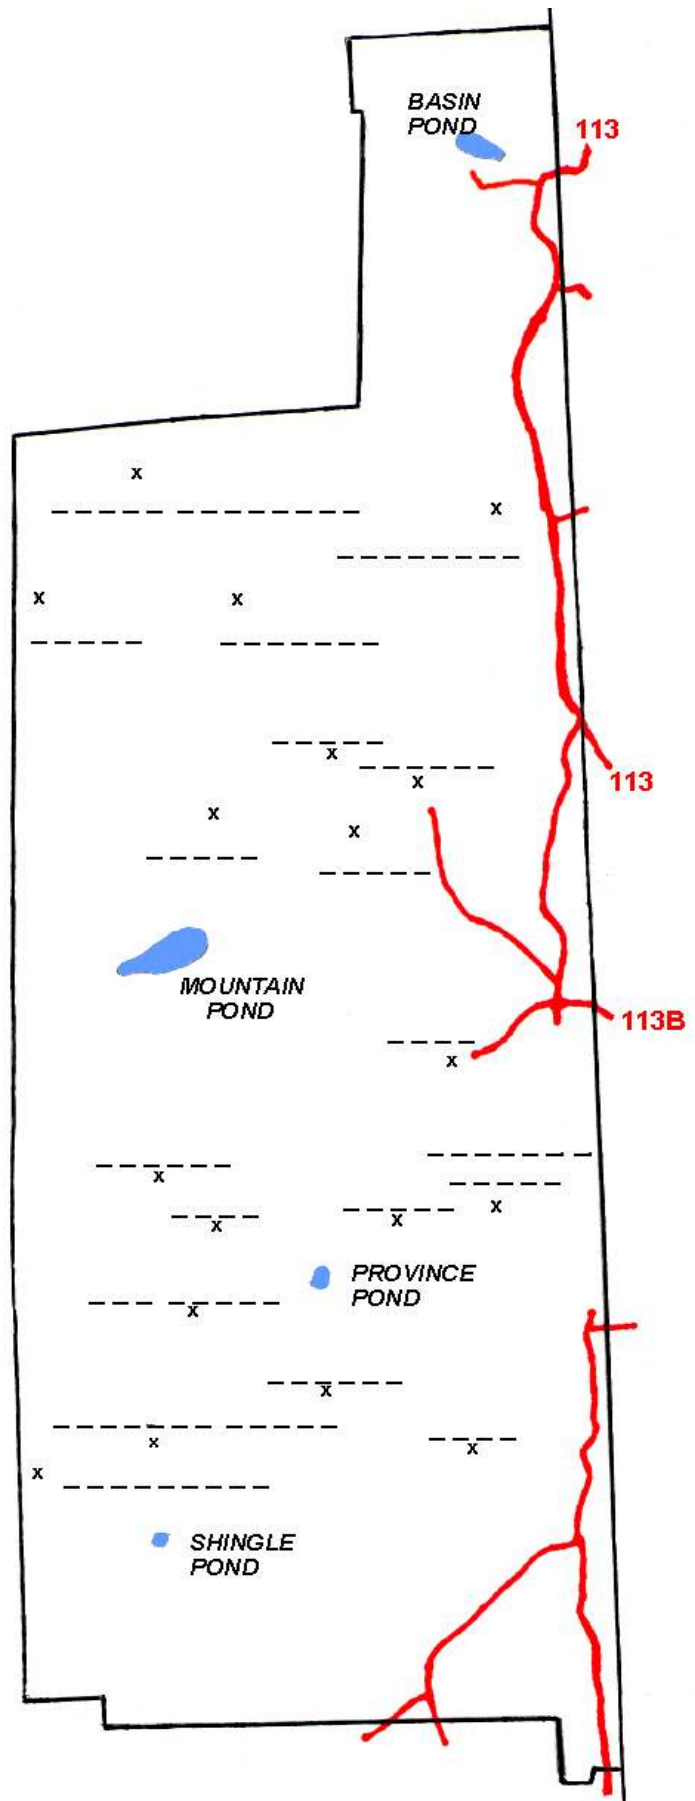 BASIN
POND
113
113
MOUNTAIN
POND
113B
PROVINCE
POND
SHINGLE
POND